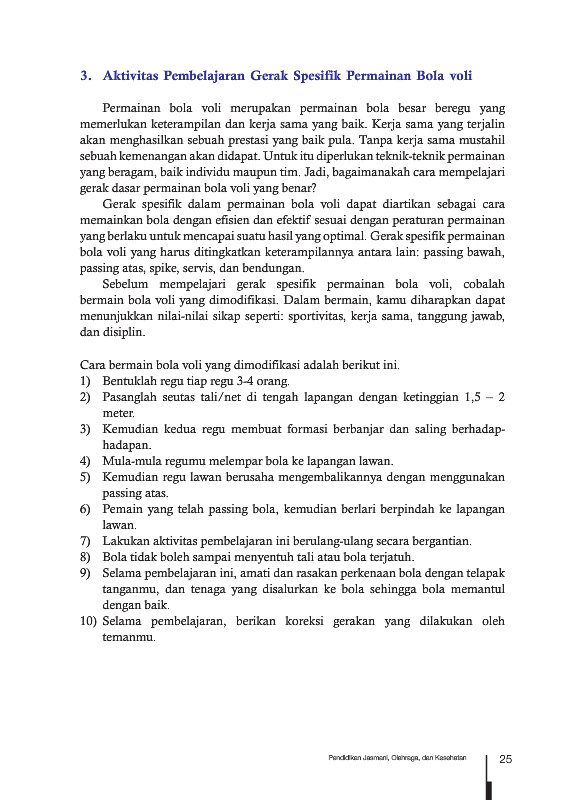 3. Aktivitas Pembelajaran Gerak Spesifik Permainan Bola voli
Permainan bola voli merupakan permainan bola besar beregu yang
memerlukan keterampilan dan kerja sama yang baik. Kerja sama yang terjalin
akan menghasilkan sebuah prestasi yang baik pula. Tanpa kerja sama mustahil
sebuah kemenangan akan didapat. Untuk itu diperlukan teknik-teknik permainan
yang beragam, baik individu maupun tim. Jadi, bagaimanakah cara mempelajari
gerak dasar permainan bola voli yang benar?
Gerak spesifik dalam permainan bola voli dapat diartikan sebagai cara
memainkan bola dengan efisien dan efektif sesuai dengan peraturan permainan
yang berlaku untuk mencapai suatu hasil yang optimal. Gerak spesifik permainan
bola voli yang harus ditingkatkan keterampilannya antara lain: passing bawah,
passing atas, spike, servis, dan bendungan.
Sebelum mempelajari gerak spesifik permainan bola voli, cobalah
bermain bola voli yang dimodifikasi. Dalam bermain, kamu diharapkan dapat
menunjukkan nilai-nilai sikap seperti: sportivitas, kerja sama, tanggung jawab,
dan disiplin.
Cara bermain bola voli yang dimodifikasi adalah berikut ini.
1) Bentuklah regu tiap regu 3-4 orang.
2) Pasanglah seutas tali/net di tengah lapangan dengan ketinggian 1,5 – 2
meter.
3) Kemudian kedua regu membuat formasi berbanjar dan saling berhadap-
hadapan.
4) Mula-mula regumu melempar bola ke lapangan lawan.
5) Kemudian regu lawan berusaha mengembalikannya dengan menggunakan
passing atas.
6) Pemain yang telah passing bola, kemudian berlari berpindah ke lapangan
lawan.
7) Lakukan aktivitas pembelajaran ini berulang-ulang secara bergantian.
8) Bola tidak boleh sampai menyentuh tali atau bola terjatuh.
9) Selama pembelajaran ini, amati dan rasakan perkenaan bola dengan telapak
tanganmu, dan tenaga yang disalurkan ke bola sehingga bola memantul
dengan baik.
10) Selama pembelajaran, berikan koreksi gerakan yang dilakukan oleh
temanmu.
Pendidikan Jasmani, Olahraga, dan Kesehatan 25